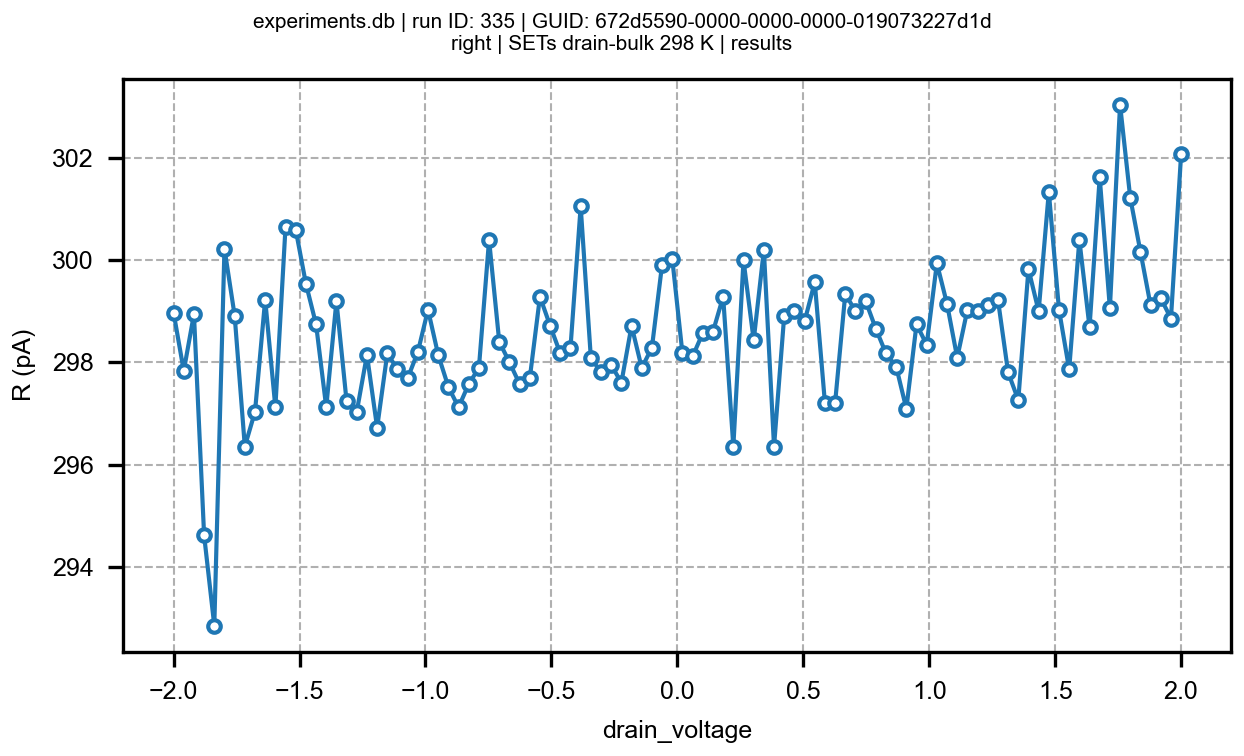 experiments.db | run ID: 335 | GUID: 672d5590-0000-0000-0000-019073227d1d
right | SETs drain-bulk 298 K | results
R (pA)
302
300
298
296
294
−2.0 −1.5 −1.0 −0.5 0.0 0.5 1.0 1.5 2.0
drain_voltage